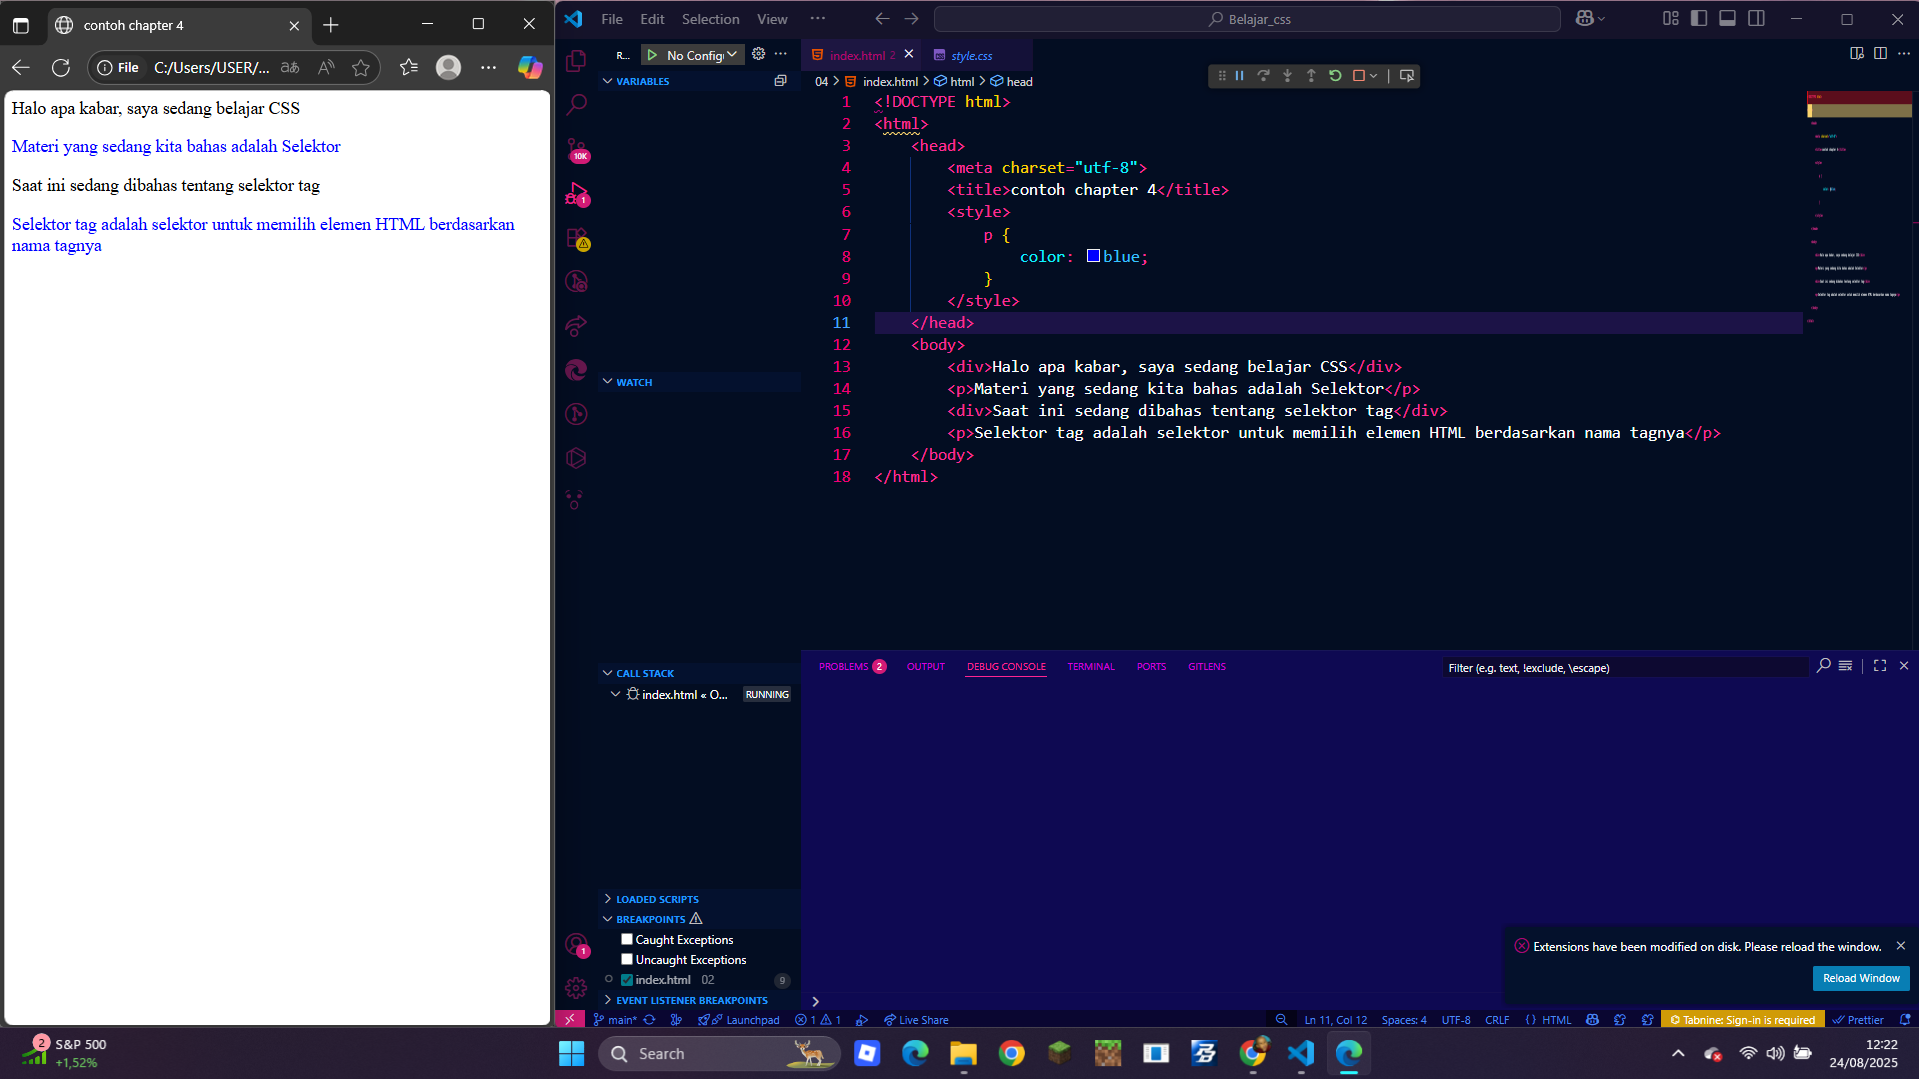 contoh chapter 4
File C:/Users/USER/...
Halo apa kabar, saya sedang belajar CSS
Materi yang sedang kita bahas adalah Selektor
Saat ini sedang dibahas tentang selektor tag
Selektor tag adalah selektor untuk memilih elemen HTML berdasarkan
nama tagnya
File Edit Selection View ...
Belajar_css
R... No Config
VARIABLES
WATCH
CALL STACK
index.html « O... RUNNING
LOADED SCRIPTS
BREAKPOINTS
Caught Exceptions
Uncaught Exceptions
index.html 02 9
EVENT LISTENER BREAKPOINTS
10K
1
1
index.html 2
style.css
04 > index.html > html > head
1 <!DOCTYPE html>
2 <html>
3 <head>
4 <meta charset="utf-8">
5 <title>contoh chapter 4</title>
6 <style>
7 p {
8 color: blue;
9 }
10 </style>
11 </head>
12 <body>
13 <div>Halo apa kabar, saya sedang belajar CSS</div>
14 <p>Materi yang sedang kita bahas adalah Selektor</p>
15 <div>Saat ini sedang dibahas tentang selektor tag</div>
16 <p>Selektor tag adalah selektor untuk memilih elemen HTML berdasarkan nama tagnya</p>
17 </body>
18 </html>
PROBLEMS 2 OUTPUT DEBUG CONSOLE TERMINAL PORTS GITLENS
Filter (e.g. text, !exclude, \escape)
Extensions have been modified on disk. Please reload the window.
Reload Window
main* Launchpad 1 1 Live Share
Ln 11, Col 12 Spaces: 4 UTF-8 CRLF {} HTML Tabnine: Sign-in is required Prettier
2
S&P 500
+1,52%
Search
12:22
24/08/2025